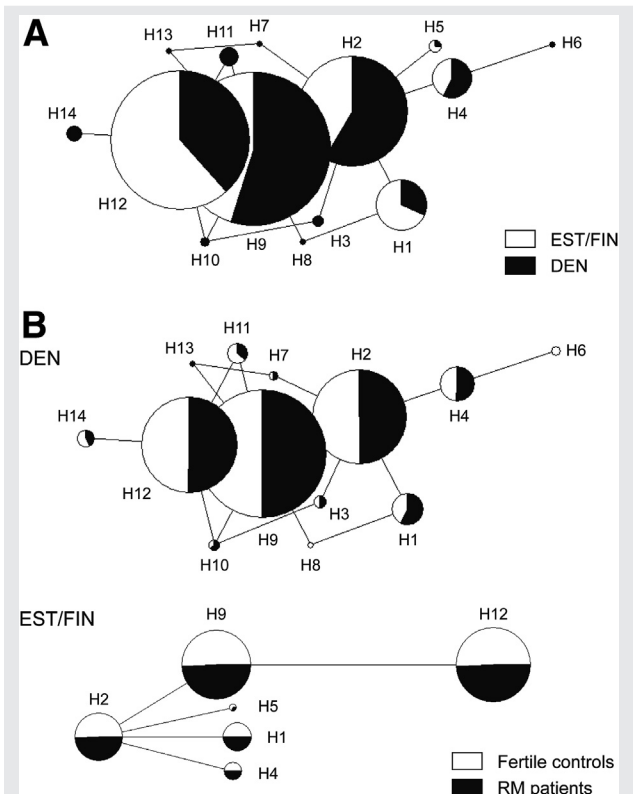 A
H13
H11
H7
H2
H5
H6
H14
H4
H12
H10
H9
H8
H3
H1
EST/FIN
DEN
B
DEN
H13
H11
H7
H2
H6
H14
H4
H12
H10
H9
H8
H3
H1
EST/FIN
H9
H12
H2
H5
H1
H4
Fertile controls
RM patients